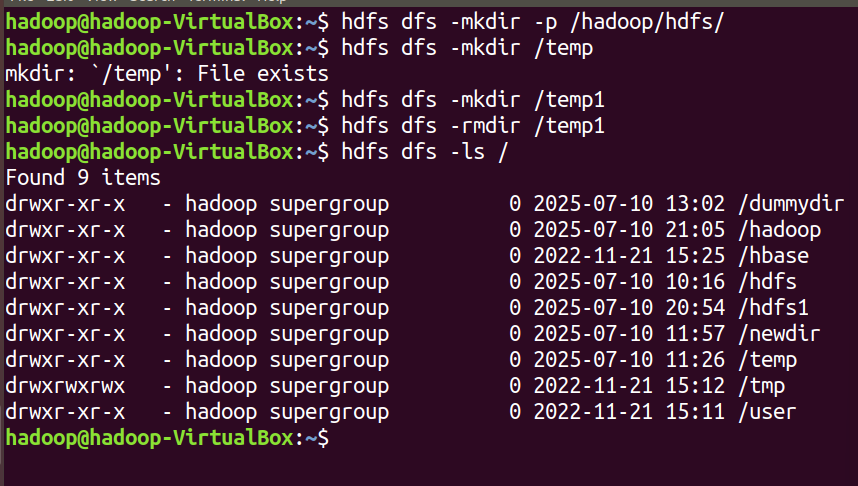 hadoop@hadoop-VirtualBox:~$ hdfs dfs -mkdir -p /hadoop/hdfs/
hadoop@hadoop-VirtualBox:~$ hdfs dfs -mkdir /temp
mkdir: `/temp': File exists
hadoop@hadoop-VirtualBox:~$ hdfs dfs -mkdir /temp1
hadoop@hadoop-VirtualBox:~$ hdfs dfs -rmdir /temp1
hadoop@hadoop-VirtualBox:~$ hdfs dfs -ls /
Found 9 items
drwxr-xr-x   - hadoop supergroup          0 2025-07-10 13:02 /dummydir
drwxr-xr-x   - hadoop supergroup          0 2025-07-10 21:05 /hadoop
drwxr-xr-x   - hadoop supergroup          0 2022-11-21 15:25 /hbase
drwxr-xr-x   - hadoop supergroup          0 2025-07-10 10:16 /hdfs
drwxr-xr-x   - hadoop supergroup          0 2025-07-10 20:54 /hdfs1
drwxr-xr-x   - hadoop supergroup          0 2025-07-10 11:57 /newdir
drwxr-xr-x   - hadoop supergroup          0 2025-07-10 11:26 /temp
drwxrwxrwx   - hadoop supergroup          0 2022-11-21 15:12 /tmp
drwxr-xr-x   - hadoop supergroup          0 2022-11-21 15:11 /user
hadoop@hadoop-VirtualBox:~$